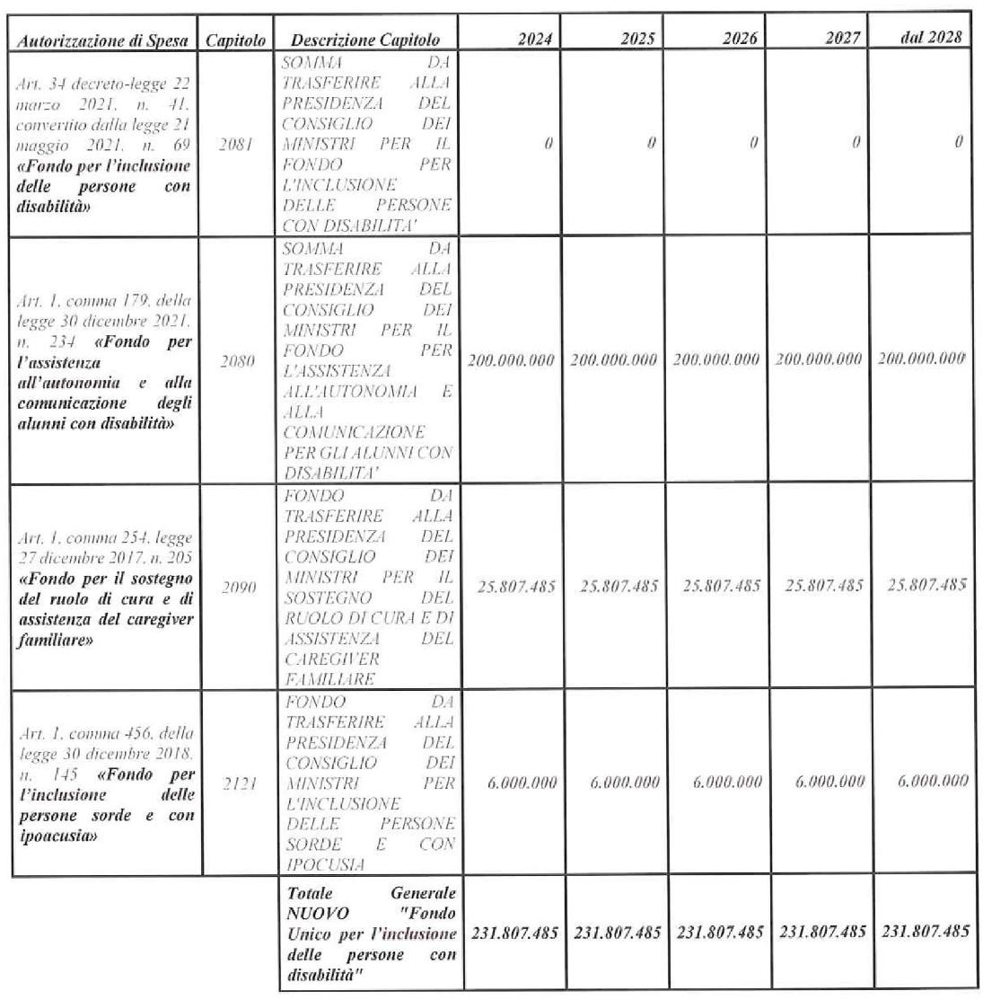 Autorizzazione di Spesa Capitolo Descrizione Capitolo 2024 2025 2026 2027 dal 2028
Art. 34 decreto-legge 22
marzo 2021, n. 41,
convertito dalla legge 21
maggio 2021, n. 69
«Fondo per l'inclusione
delle persone con
disabilità»
2081
SOMMA DA
TRASFERIRE ALLA
PRESIDENZA DEL
CONSIGLIO DEI
MINISTRI PER IL
FONDO PER
L'INCLUSIONE
DELLE PERSONE
CON DISABILITA'
0 0 0 0 0
Art. 1, comma 179, della
legge 30 dicembre 2021,
n. 234 «Fondo per
l'assistenza
all'autonomia e alla
comunicazione degli
alunni con disabilità»
2080
SOMMA DA
TRASFERIRE ALLA
PRESIDENZA DEL
CONSIGLIO DEI
MINISTRI PER IL
FONDO PER
L'ASSISTENZA
ALL'AUTONOMIA E
ALLA
COMUNICAZIONE
PER GLI ALUNNI CON
DISABILITA'
200.000.000 200.000.000 200.000.000 200.000.000 200.000.000
Art. 1, comma 254, legge
27 dicembre 2017, n. 205
«Fondo per il sostegno
del ruolo di cura e di
assistenza del caregiver
familiare»
2090
FONDO DA
TRASFERIRE ALLA
PRESIDENZA DEL
CONSIGLIO DEI
MINISTRI PER IL
SOSTEGNO DEL
RUOLO DI CURA E DI
ASSISTENZA DEL
CAREGIVER
FAMILIARE
25.807.485 25.807.485 25.807.485 25.807.485 25.807.485
Art. 1, comma 456, della
legge 30 dicembre 2018,
n. 145 «Fondo per
l'inclusione delle
persone sorde e con
ipoacusia»
2121
FONDO DA
TRASFERIRE ALLA
PRESIDENZA DEL
CONSIGLIO DEI
MINISTRI PER
L'INCLUSIONE
DELLE PERSONE
SORDE E CON
IPOCUSIA
6.000.000 6.000.000 6.000.000 6.000.000 6.000.000
Totale Generale
NUOVO "Fondo
Unico per l'inclusione
delle persone con
disabilità"
231.807.485 231.807.485 231.807.485 231.807.485 231.807.485